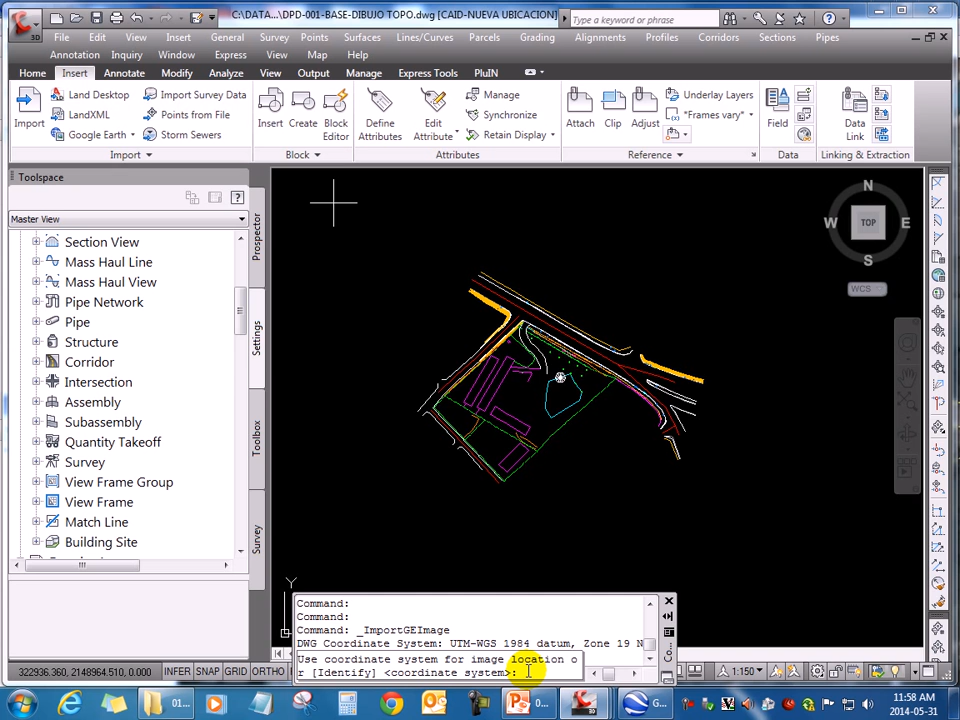 C:\DATA...\DPD-001-BASE-DIBUJO TOPO.dwg [CAID-NUEVA UBICACION]
Type a keyword or phrase
3D
File Edit View Insert General Survey Points Surfaces Lines/Curves Parcels Grading Alignments Profiles Corridors Sections Pipes
Annotation Inquiry Window Express Map Help
Home Insert Annotate Modify Analyze View Output Manage Express Tools PluIN
Land Desktop Import Survey Data Manage Underlay Layers
Import LandXML Points from File Insert Create Block Editor Define Attributes Edit Attribute Synchronize Attach Clip Adjust "Frames vary" Field Data Link
Google Earth Storm Sewers Retain Display
Import Block Attributes Reference Data Linking & Extraction
Toolspace
Master View
Section View
Mass Haul Line
Mass Haul View
Pipe Network
Pipe
Structure
Corridor
Intersection
Assembly
Subassembly
Quantity Takeoff
Survey
View Frame Group
View Frame
Match Line
Building Site
Prospector
Settings
Toolbox
Survey
N
W TOP E
S
WCS
Y
Command:
Command:
Command: _ImportGEImage
DWG Coordinate System: UTM-WGS 1984 datum, Zone 19 N
Use coordinate system for image location o
r [Identify] <coordinate system>:
322936.360, 2148964.510, 0.000 INFER SNAP GRID ORTHO
1:150
01... 0... G...
11:58 AM
2014-05-31